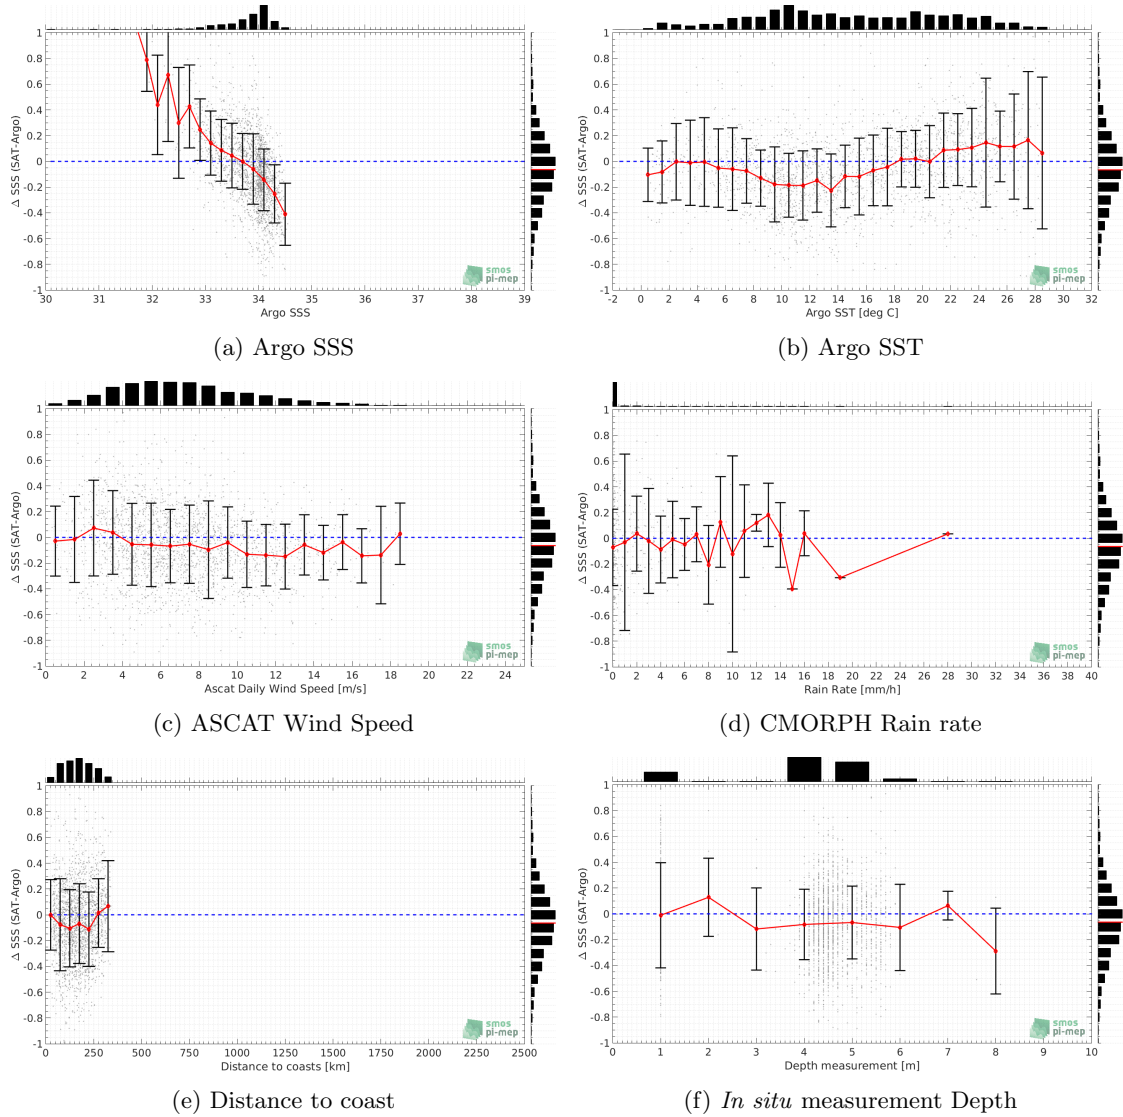 1
0.8
0.6
0.4
0.2
0
-0.2
-0.4
-0.6
-0.8
-1
Δ SSS (SAT-Argo)
30 31 32 33 34 35 36 37 38 39
Argo SSS
smos
pi-mep
(a) Argo SSS
1
0.8
0.6
0.4
0.2
0
-0.2
-0.4
-0.6
-0.8
-1
Δ SSS (SAT-Argo)
-2 0 2 4 6 8 10 12 14 16 18 20 22 24 26 28 30 32
Argo SST [deg C]
smos
pi-mep
(b) Argo SST
1
0.8
0.6
0.4
0.2
0
-0.2
-0.4
-0.6
-0.8
-1
Δ SSS (SAT-Argo)
0 2 4 6 8 10 12 14 16 18 20 22 24
Ascat Daily Wind Speed [m/s]
smos
pi-mep
(c) ASCAT Wind Speed
1
0.8
0.6
0.4
0.2
0
-0.2
-0.4
-0.6
-0.8
-1
Δ SSS (SAT-Argo)
0 2 4 6 8 10 12 14 16 18 20 22 24 26 28 30 32 34 36 38 40
Rain Rate [mm/h]
smos
pi-mep
(d) CMORPH Rain rate
1
0.8
0.6
0.4
0.2
0
-0.2
-0.4
-0.6
-0.8
-1
Δ SSS (SAT-Argo)
0 250 500 750 1000 1250 1500 1750 2000 2250 2500
Distance to coasts [km]
smos
pi-mep
(e) Distance to coast
1
0.8
0.6
0.4
0.2
0
-0.2
-0.4
-0.6
-0.8
-1
Δ SSS (SAT-Argo)
0 1 2 3 4 5 6 7 8 9 10
Depth measurement [m]
smos
pi-mep
(f) In situ measurement Depth